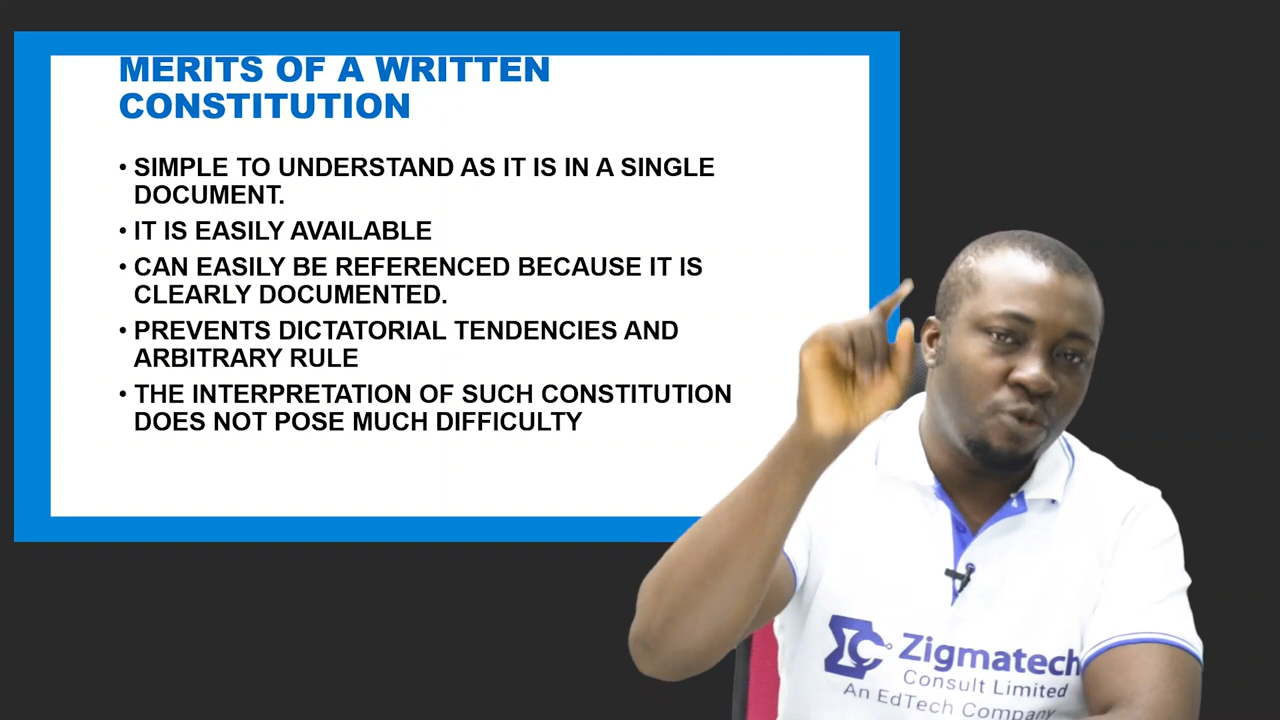 MERITS OF A WRITTEN
CONSTITUTION
• SIMPLE TO UNDERSTAND AS IT IS IN A SINGLE
DOCUMENT.
• IT IS EASILY AVAILABLE
• CAN EASILY BE REFERENCED BECAUSE IT IS
CLEARLY DOCUMENTED.
• PREVENTS DICTATORIAL TENDENCIES AND
ARBITRARY RULE
• THE INTERPRETATION OF SUCH CONSTITUTION
DOES NOT POSE MUCH DIFFICULTY
Zigmatech
Consult Limited
An EdTech Company